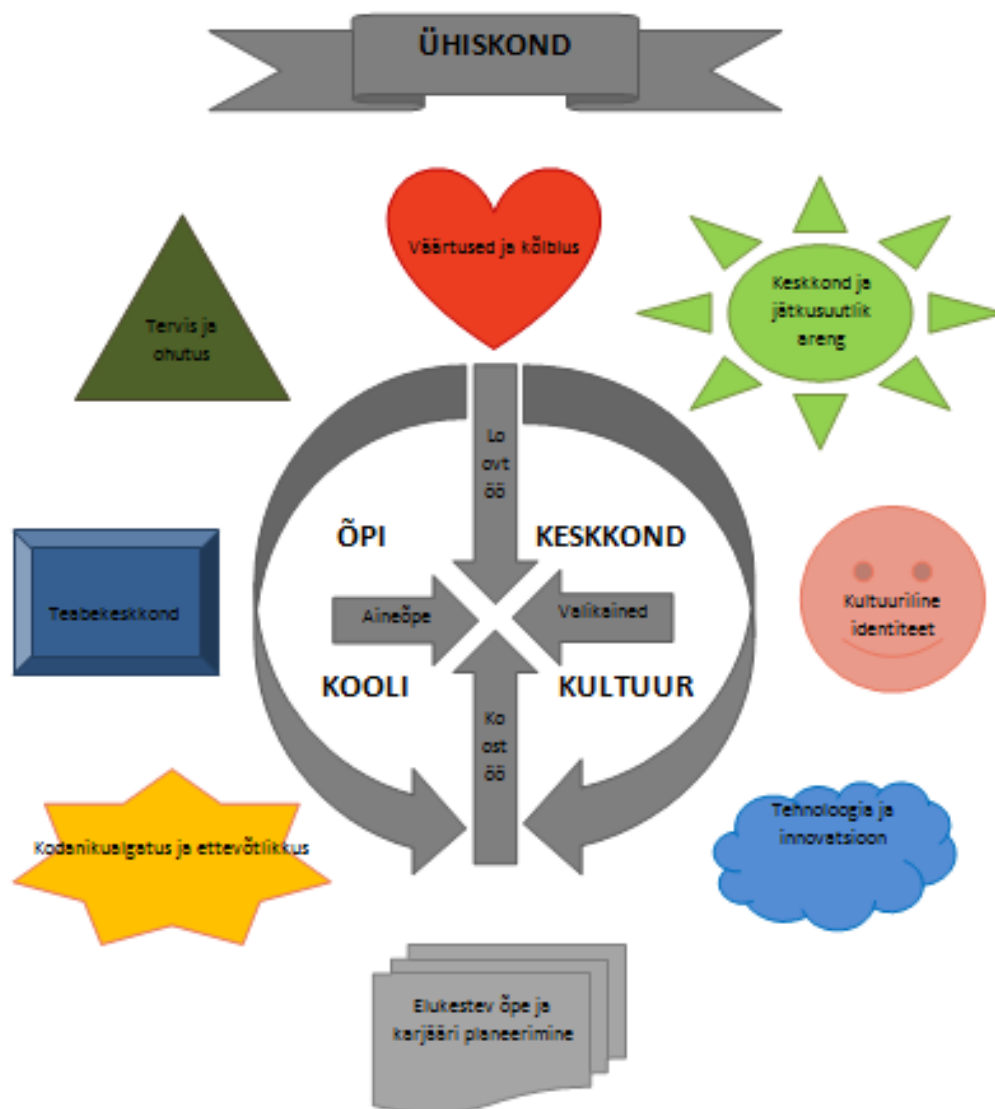 ÜHISKOND
Väärtused ja kõlblus
Keskkond ja
jätkusuutlik
areng
Tervis ja
ohutus
Lo
ovt
öö
ÕPI
KESKKOND
Teabekeskkond
Aineõpe
Valikained
Kultuuriline
identiteet
KOOLI
KULTUUR
Ko
ost
öö
Kodanikualgatus ja ettevõtlikkus
Tehnoloogia ja
innovatsioon
Elukestev õpe ja
karjääri planeerimine